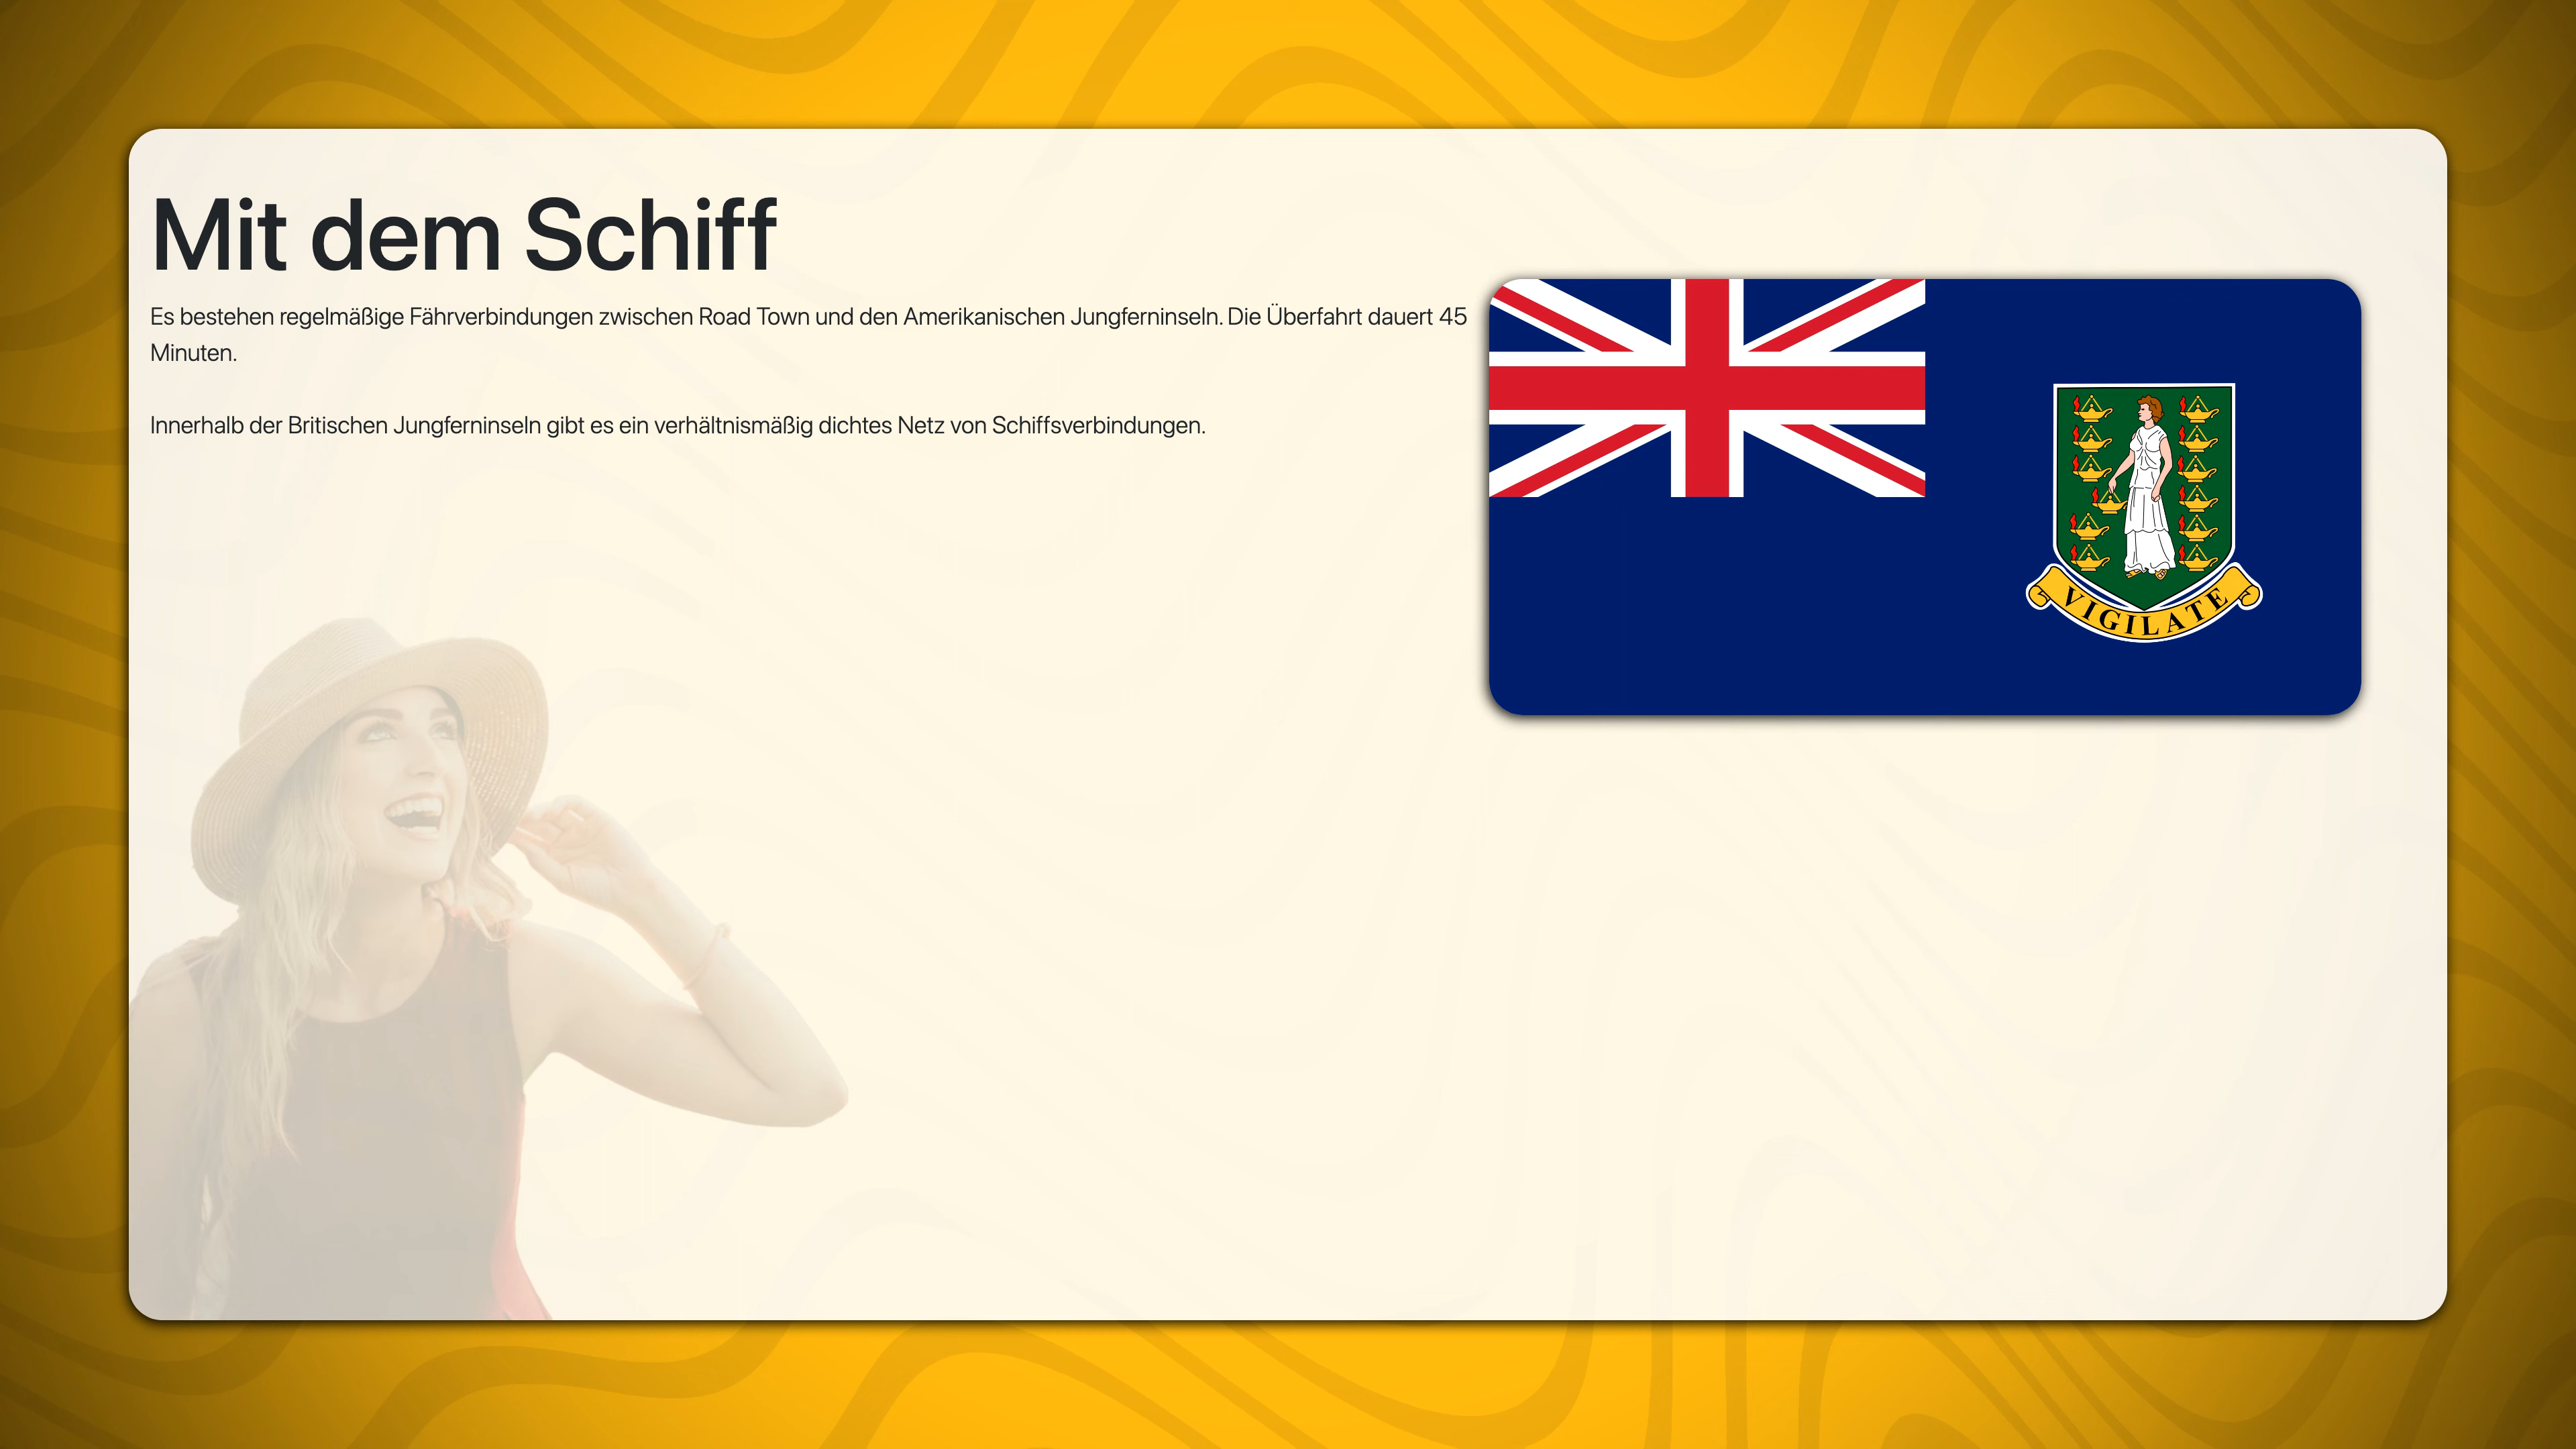 Mit dem Schiff
Es bestehen regelmäßige Fährverbindungen zwischen Road Town und den Amerikanischen Jungferninseln. Die Überfahrt dauert 45
Minuten.
Innerhalb der Britischen Jungferninseln gibt es ein verhältnismäßig dichtes Netz von Schiffsverbindungen.
VIGILATE